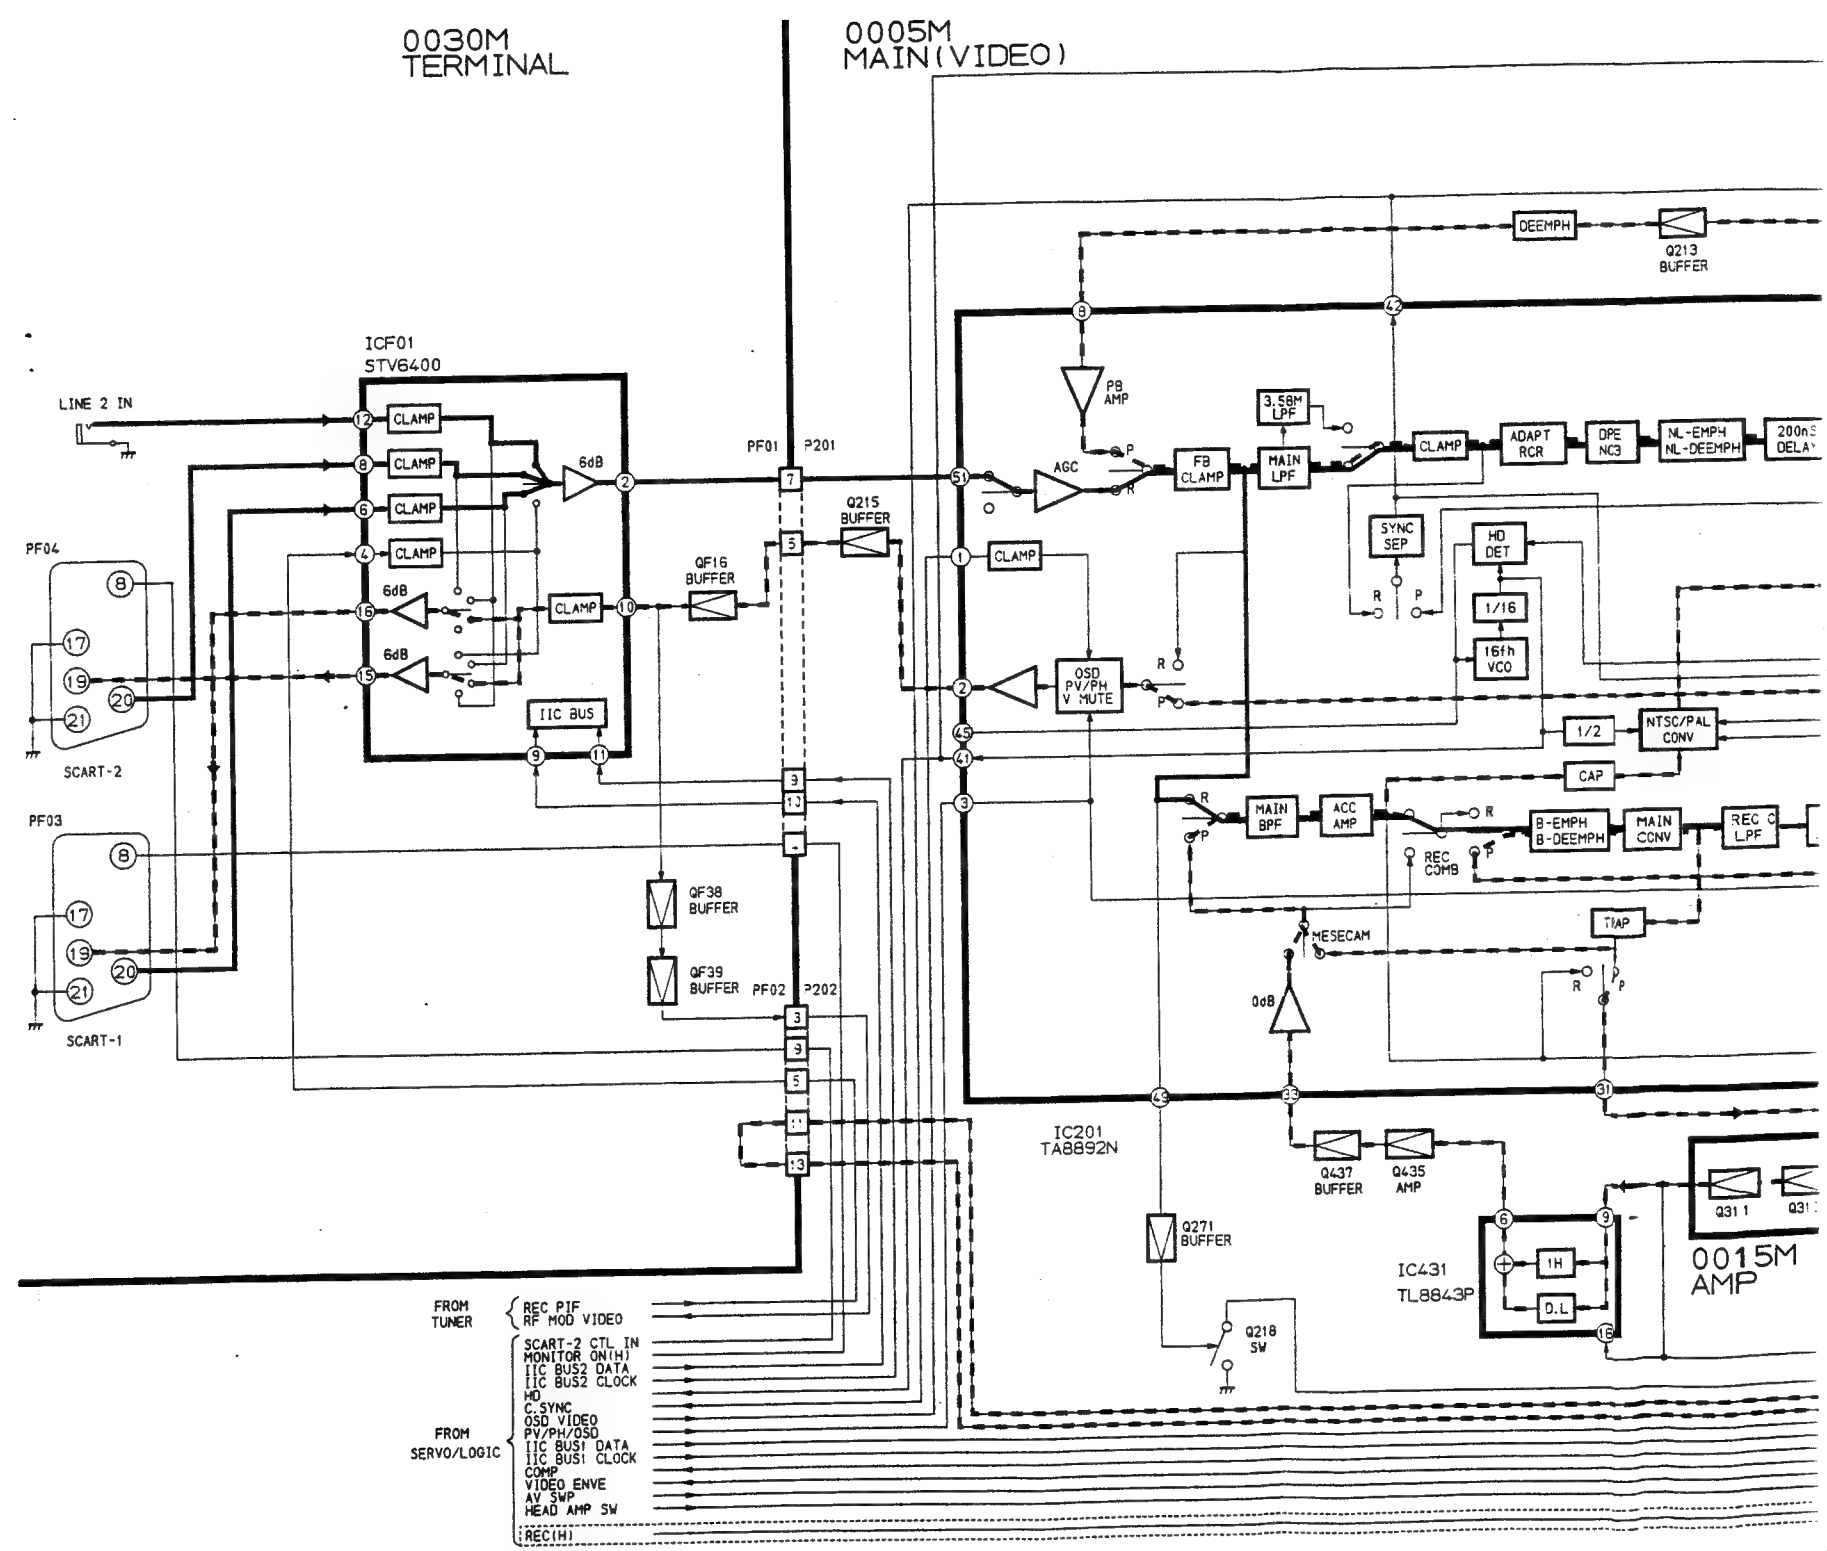 0030M
TERMINAL
0005M
MAIN(VIDEO)
DEEMPH
Q213
BUFFER
8
42
ICF01
STV6400
LINE 2 IN
12
CLAMP
8
CLAMP
6
CLAMP
4
CLAMP
6dB
2
PF01
P201
7
5
Q215
BUFFER
QF16
BUFFER
51
AGC
PB
AMP
P
R
FB
CLAMP
3.58M
LPF
MAIN
LPF
CLAMP
ADAPT
RCR
DPE
NC3
NL-EMPH
NL-DEEMPH
200nS
DELAY
SYNC
SEP
R
P
HD
DET
1/16
16fh
VCO
1
CLAMP
PF04
8
17
19
20
21
SCART-2
6dB
16
6dB
15
CLAMP
10
IIC BUS
9
11
2
OSD
PV/PH
V MUTE
R
P
45
41
3
1/2
NTSC/PAL
CONV
CAP
9
10
PF03
8
17
19
20
21
SCART-1
R
P
MAIN
BPF
ACC
AMP
REC
COMB
R
P
B-EMPH
B-DEEMPH
MAIN
CONV
REC C
LPF
QF38
BUFFER
QF39
BUFFER
PF02
P202
3
9
5
11
13
MESECAM
0dB
R
P
49
33
31
IC201
TA8892N
Q437
BUFFER
Q435
AMP
Q271
BUFFER
Q218
SW
6
9
1H
D.L
16
IC431
TL8843P
Q311
0015M
AMP
FROM
TUNER
REC PIF
RF MOD VIDEO
FROM
SERVO/LOGIC
SCART-2 CTL IN
MONITOR ON(H)
IIC BUS2 DATA
IIC BUS2 CLOCK
HD
C.SYNC
OSD VIDEO
PV/PH/OSD
IIC BUS1 DATA
IIC BUS1 CLOCK
COMP
VIDEO ENVE
AV SWP
HEAD AMP SW
REC(H)